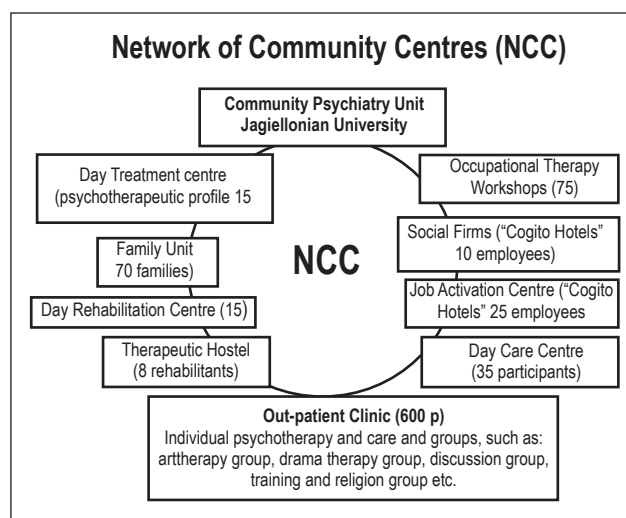 Network of Community Centres (NCC)
Community Psychiatry Unit
Jagiellonian University
Day Treatment centre
(psychotherapeutic profile 15
Family Unit
70 families)
Day Rehabilitation Centre (15)
Therapeutic Hostel
(8 rehabilitants)
NCC
Occupational Therapy
Workshops (75)
Social Firms (“Cogito Hotels”
10 employees)
Job Activation Centre (“Cogito
Hotels” 25 employees
Day Care Centre
(35 participants)
Out-patient Clinic (600 p)
Individual psychotherapy and care and groups, such as:
arttherapy group, drama therapy group, discussion group,
training and religion group etc.